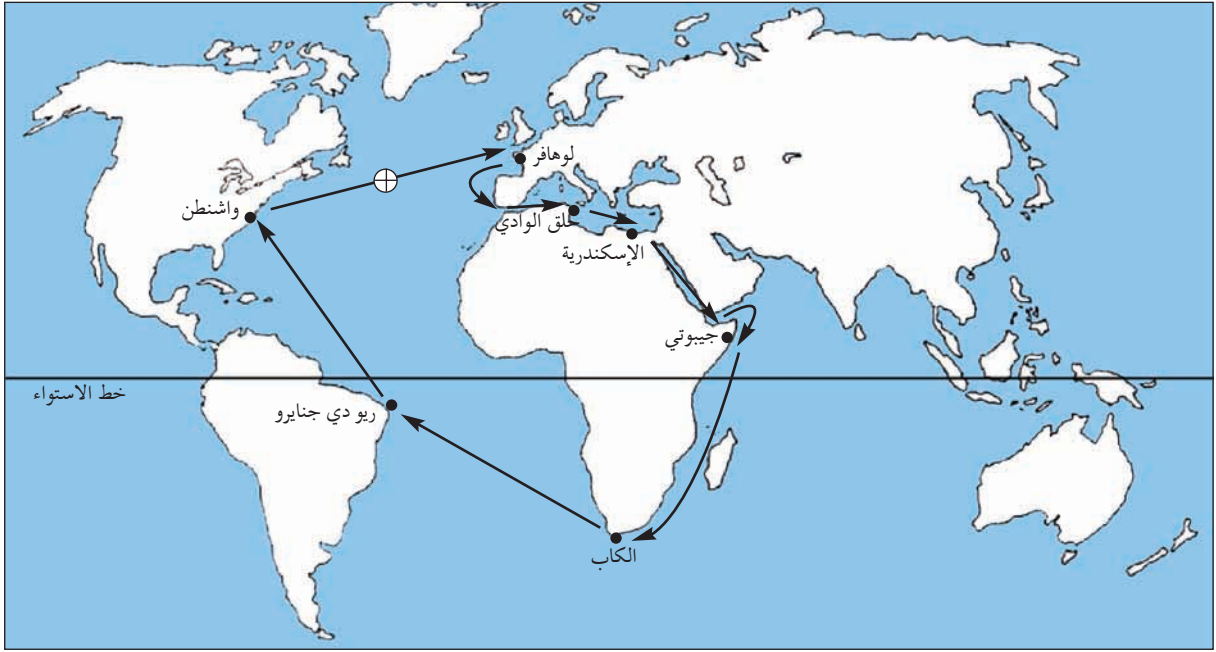 لوهافر
واشنطن
حلق الوادي
الإسكندرية
جيبوتي
خط الاستواء
ريو دي جنايرو
الكاب